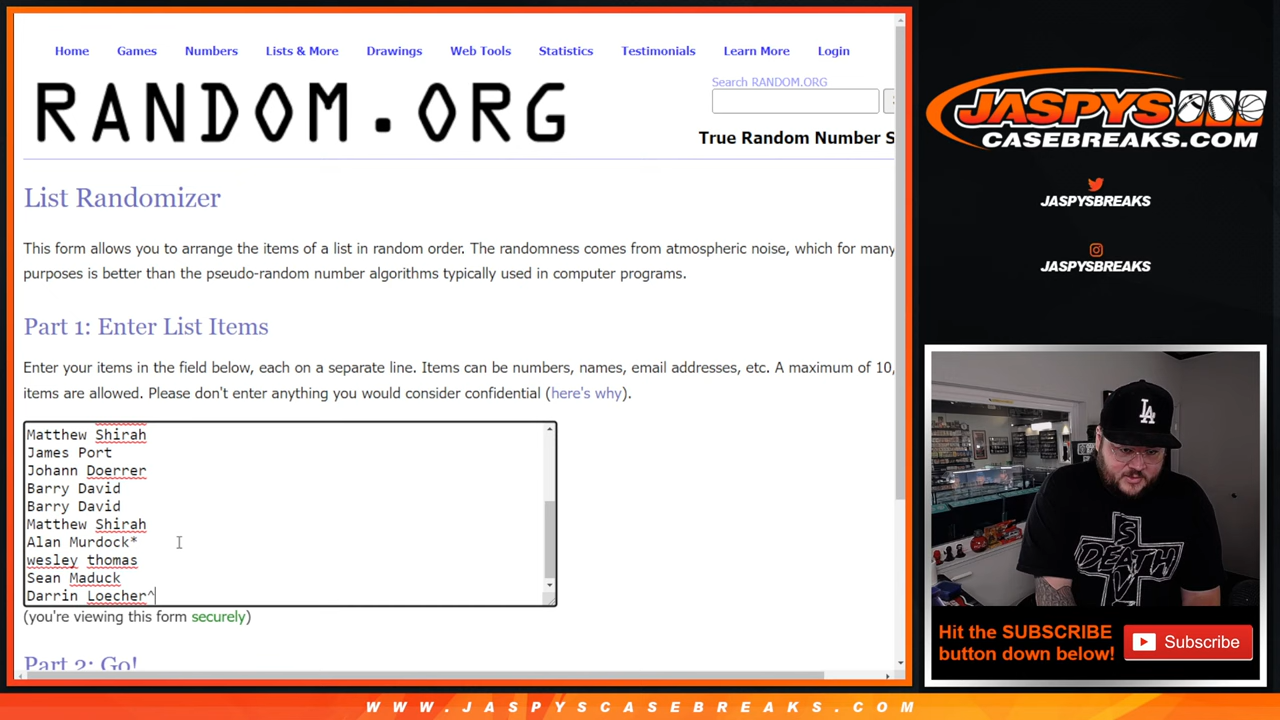 Home Games Numbers Lists & More Drawings Web Tools Statistics Testimonials Learn More Login
RANDOM.ORG
Search RANDOM.ORG
True Random Number S
List Randomizer
This form allows you to arrange the items of a list in random order. The randomness comes from atmospheric noise, which for many
purposes is better than the pseudo-random number algorithms typically used in computer programs.
Part 1: Enter List Items
Enter your items in the field below, each on a separate line. Items can be numbers, names, email addresses, etc. A maximum of 10,
items are allowed. Please don't enter anything you would consider confidential (here's why).
Matthew Shirah
James Port
Johann Doerrer
Barry David
Barry David
Matthew Shirah
Alan Murdock*
wesley thomas
Sean Maduck
Darrin Loecher^
(you're viewing this form securely)
Part 2: Go!
JASPYS
CASEBREAKS.COM
JASPYSBREAKS
JASPYSBREAKS
LA
DEATH
Hit the SUBSCRIBE
button down below!
Subscribe
WWW.JASPYSCASEBREAKS.COM